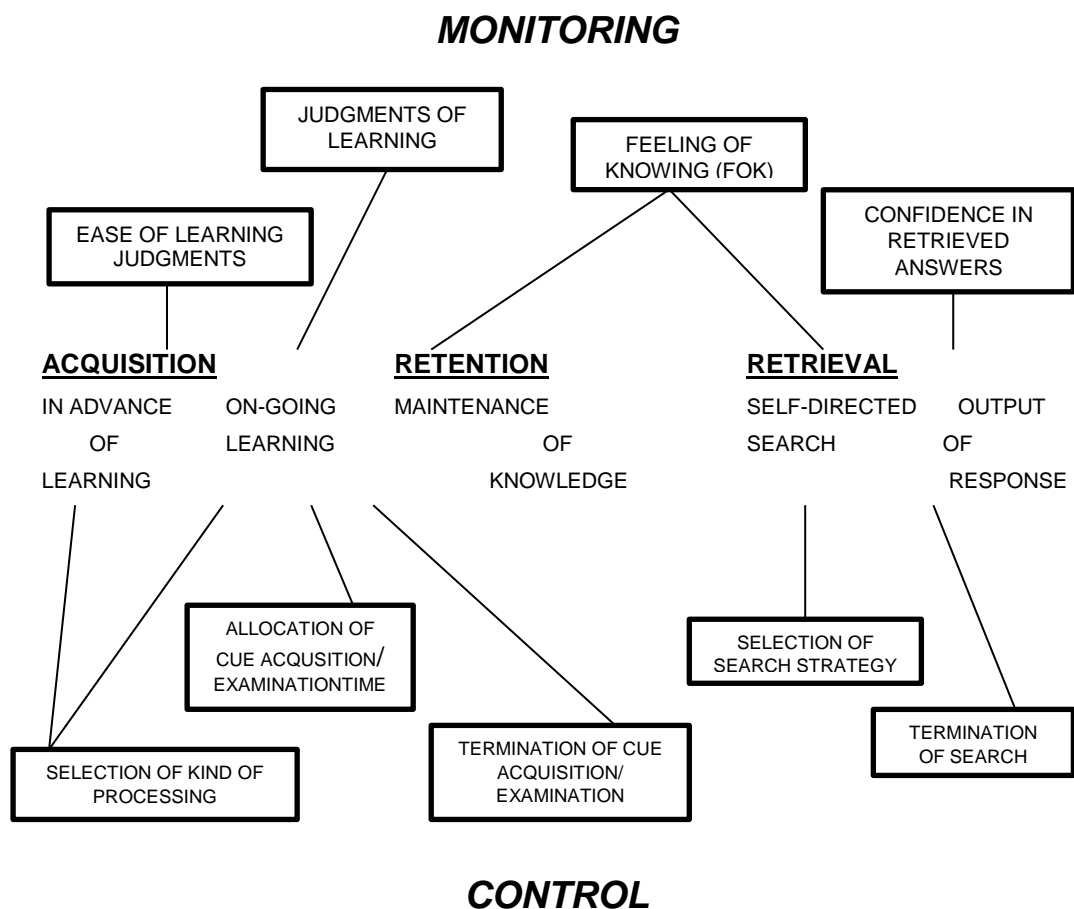 MONITORING
JUDGMENTS OF
LEARNING
FEELING OF
KNOWING (FOK)
CONFIDENCE IN
RETRIEVED
ANSWERS
EASE OF LEARNING
JUDGMENTS
ACQUISITION
RETENTION
RETRIEVAL
IN ADVANCE
OF
LEARNING
ON-GOING
LEARNING
MAINTENANCE
OF
KNOWLEDGE
SELF-DIRECTED
SEARCH
OUTPUT
OF
RESPONSE
ALLOCATION OF
CUE ACQUSITION/
EXAMINATIONTIME
SELECTION OF
SEARCH STRATEGY
SELECTION OF KIND OF
PROCESSING
TERMINATION OF CUE
ACQUISITION/
EXAMINATION
TERMINATION
OF SEARCH
CONTROL